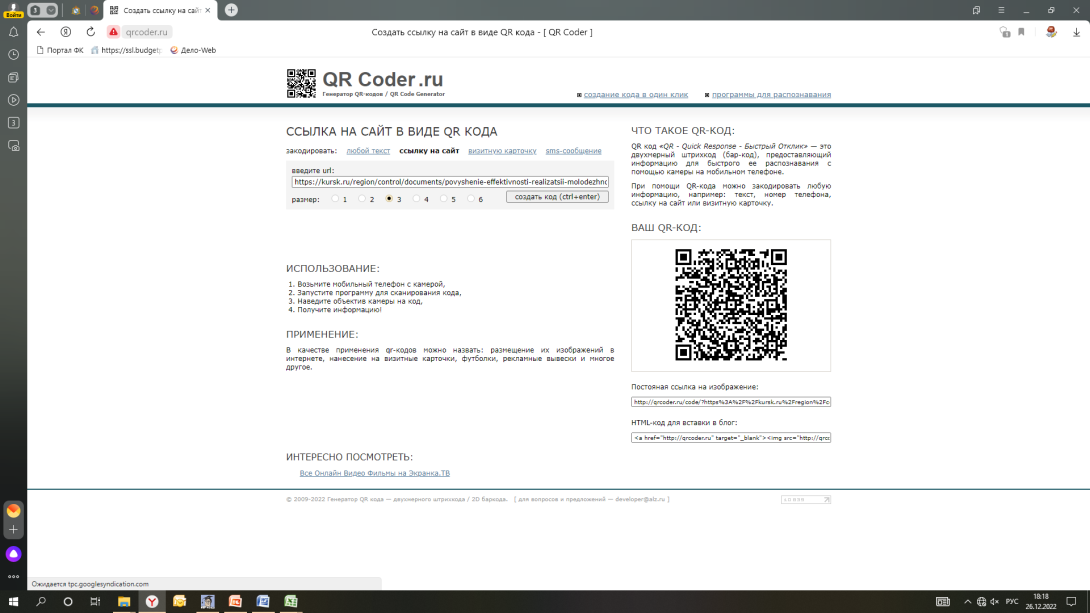 Войти
3
Создать ссылку на сайт
qrcoder.ru
Создать ссылку на сайт в виде QR кода - [ QR Coder ]
Портал ФК
https://ssl.budgetp
Дело-Web
3
QR Coder.ru
Генератор QR-кодов / QR Code Generator
создание кода в один клик
программы для распознавания
ССЫЛКА НА САЙТ В ВИДЕ QR КОДА
закодировать: любой текст ссылку на сайт визитную карточку sms-сообщение
введите url:
https://kursk.ru/region/control/documents/povyshenie-effektivnosti-realizatsii-molodezhno
размер: 1 2 3 4 5 6
создать код (ctrl+enter)
ИСПОЛЬЗОВАНИЕ:
1. Возьмите мобильный телефон с камерой,
2. Запустите программу для сканирования кода,
3. Наведите объектив камеры на код,
4. Получите информацию!
ПРИМЕНЕНИЕ:
В качестве применения qr-кодов можно назвать: размещение их изображений в
интернете, нанесение на визитные карточки, футболки, рекламные вывески и многое
другое.
ИНТЕРЕСНО ПОСМОТРЕТЬ:
Все Онлайн Видео Фильмы на Экранка.ТВ
ЧТО ТАКОЕ QR-КОД:
QR код «QR - Quick Response - Быстрый Отклик» — это
двухмерный штрихкод (бар-код), предоставляющий
информацию для быстрого ее распознавания с
помощью камеры на мобильном телефоне.
При помощи QR-кода можно закодировать любую
информацию, например: текст, номер телефона,
ссылку на сайт или визитную карточку.
ВАШ QR-КОД:
Постояная ссылка на изображение:
http://qrcoder.ru/code/?https%3A%2F%2Fkursk.ru%2Fregion%2Fc
HTML-код для вставки в блог:
<a href="http://qrcoder.ru" target="_blank"><img src="http://qrco
© 2009-2022 Генератор QR кода — двухмерного штрихкода / 2D баркода. [ для вопросов и предложений — developer@alz.ru ]
Ожидается tpc.googlesyndication.com
РУС
18:18
26.12.2022